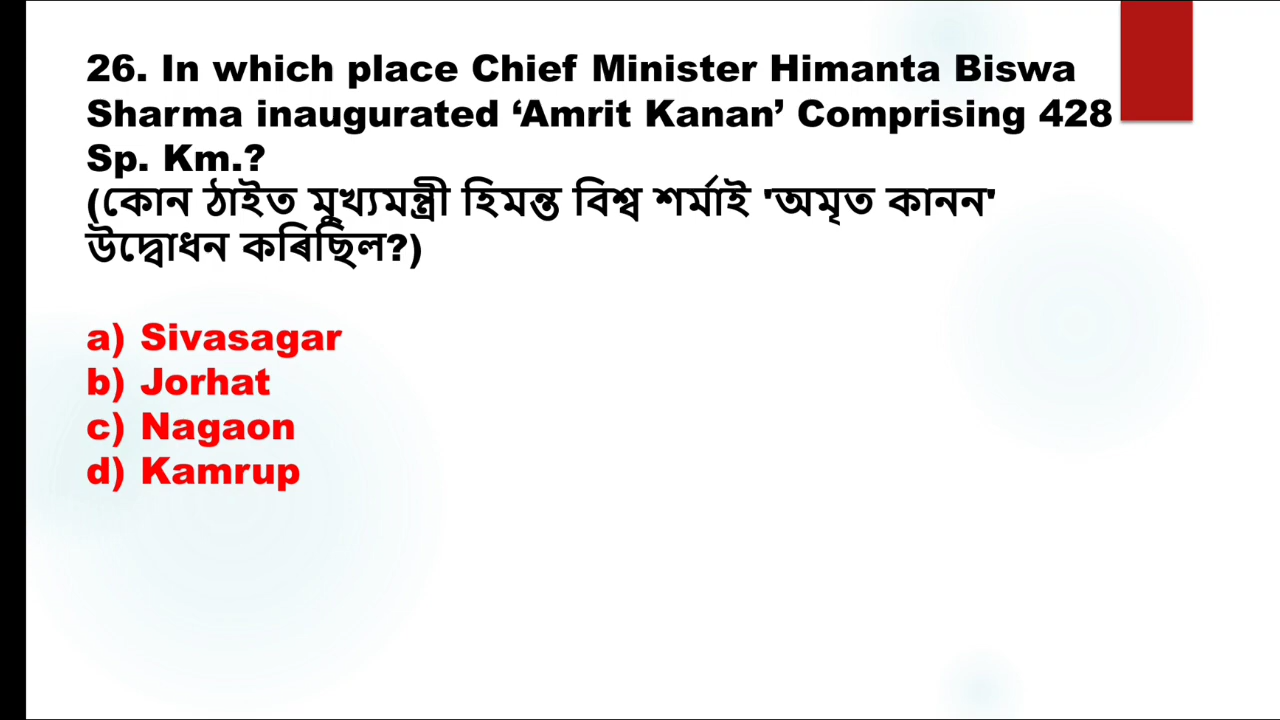 26. In which place Chief Minister Himanta Biswa
Sharma inaugurated ‘Amrit Kanan’ Comprising 428
Sp. Km.?
(কোন ঠাইত মুখ্যমন্ত্ৰী হিমন্ত বিশ্ব শৰ্মাই 'অমৃত কানন'
উদ্বোধন কৰিছিল?)
a) Sivasagar
b) Jorhat
c) Nagaon
d) Kamrup